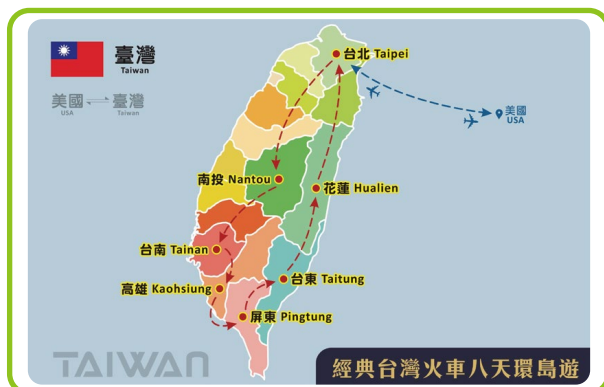 臺灣
Taiwan
美國 臺灣
USA Taiwan
台北 Taipei
美國
USA
南投 Nantou
花蓮 Hualien
台南 Tainan
台東 Taitung
高雄 Kaohsiung
屏東 Pingtung
TAIWAN
經典台灣火車八天環島遊